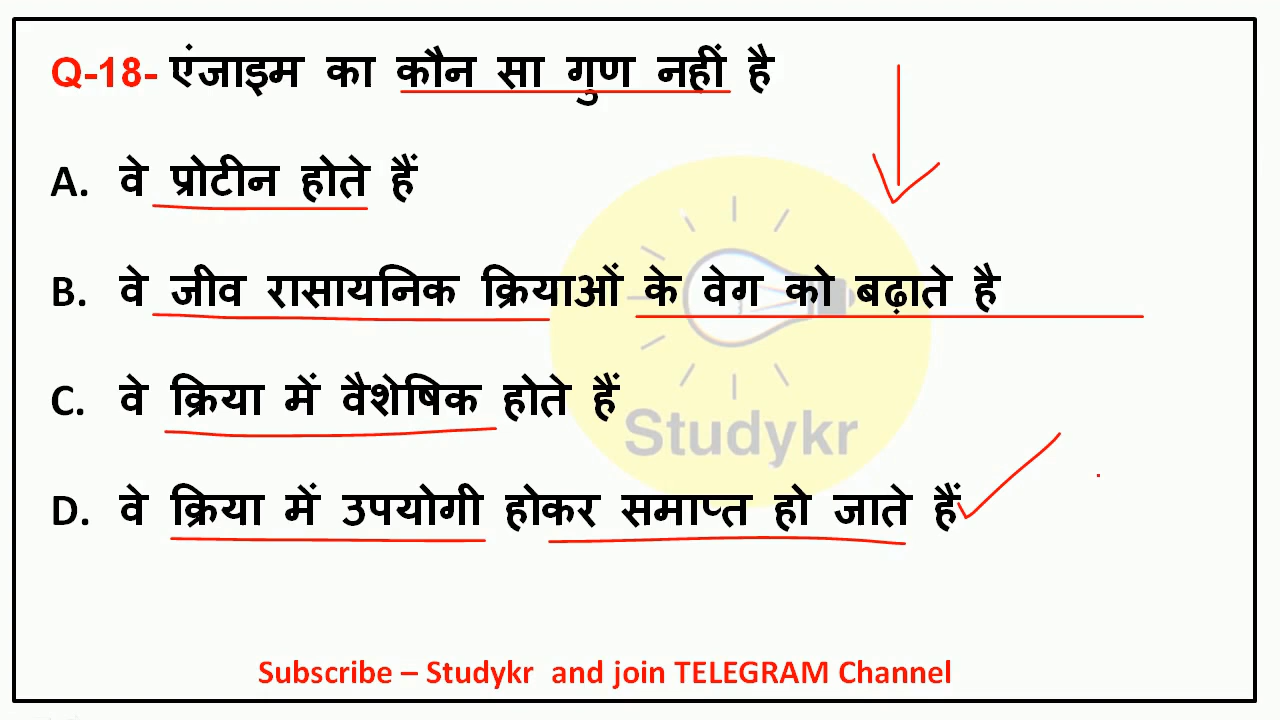 Q-18- एंजाइम का कौन सा गुण नहीं है
A. वे प्रोटीन होते हैं
B. वे जीव रासायनिक क्रियाओं के वेग को बढ़ाते है
C. वे क्रिया में वैशेषिक होते हैं
Studykr
D. वे क्रिया में उपयोगी होकर समाप्त हो जाते हैं
Subscribe – Studykr and join TELEGRAM Channel